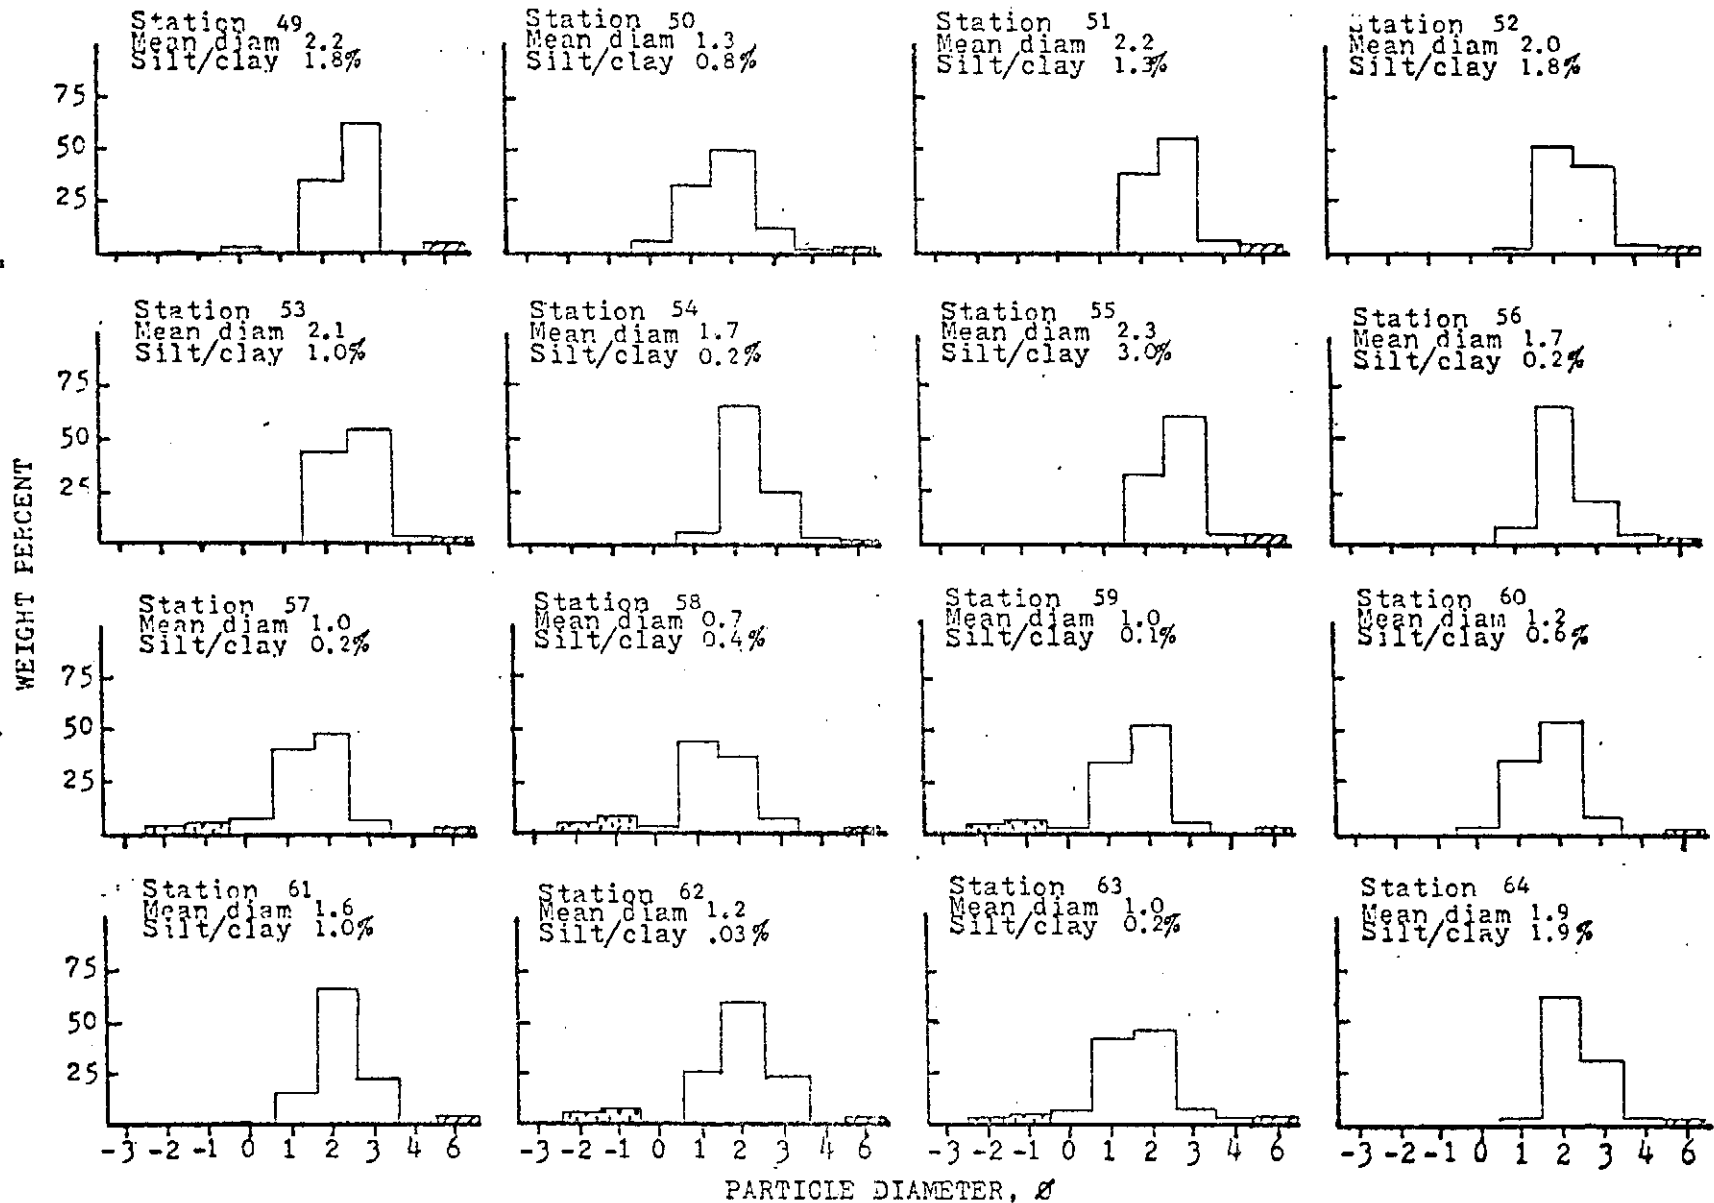 Station 49
Mean diam 2.2
Silt/clay 1.8%
Station 50
Mean diam 1.3
Silt/clay 0.8%
Station 51
Mean diam 2.2
Silt/clay 1.3%
Station 52
Mean diam 2.0
Silt/clay 1.8%
75
50
25
Station 53
Mean diam 2.1
Silt/clay 1.0%
Station 54
Mean diam 1.7
Silt/clay 0.2%
Station 55
Mean diam 2.3
Silt/clay 3.0%
Station 56
Mean diam 1.7
Silt/clay 0.2%
75
50
25
WEIGHT PERCENT
Station 57
Mean diam 1.0
Silt/clay 0.2%
Station 58
Mean diam 0.7
Silt/clay 0.4%
Station 59
Mean diam 1.0
Silt/clay 0.1%
Station 60
Mean diam 1.2
Silt/clay 0.6%
75
50
25
Station 61
Mean diam 1.6
Silt/clay 1.0%
Station 62
Mean diam 1.2
Silt/clay .03%
Station 63
Mean diam 1.0
Silt/clay 0.2%
Station 64
Mean diam 1.9
Silt/clay 1.9%
75
50
25
-3 -2 -1 0 1 2 3 4 6
-3 -2 -1 0 1 2 3 4 6
-3 -2 -1 0 1 2 3 4 6
-3 -2 -1 0 1 2 3 4 6
PARTICLE DIAMETER, Ø